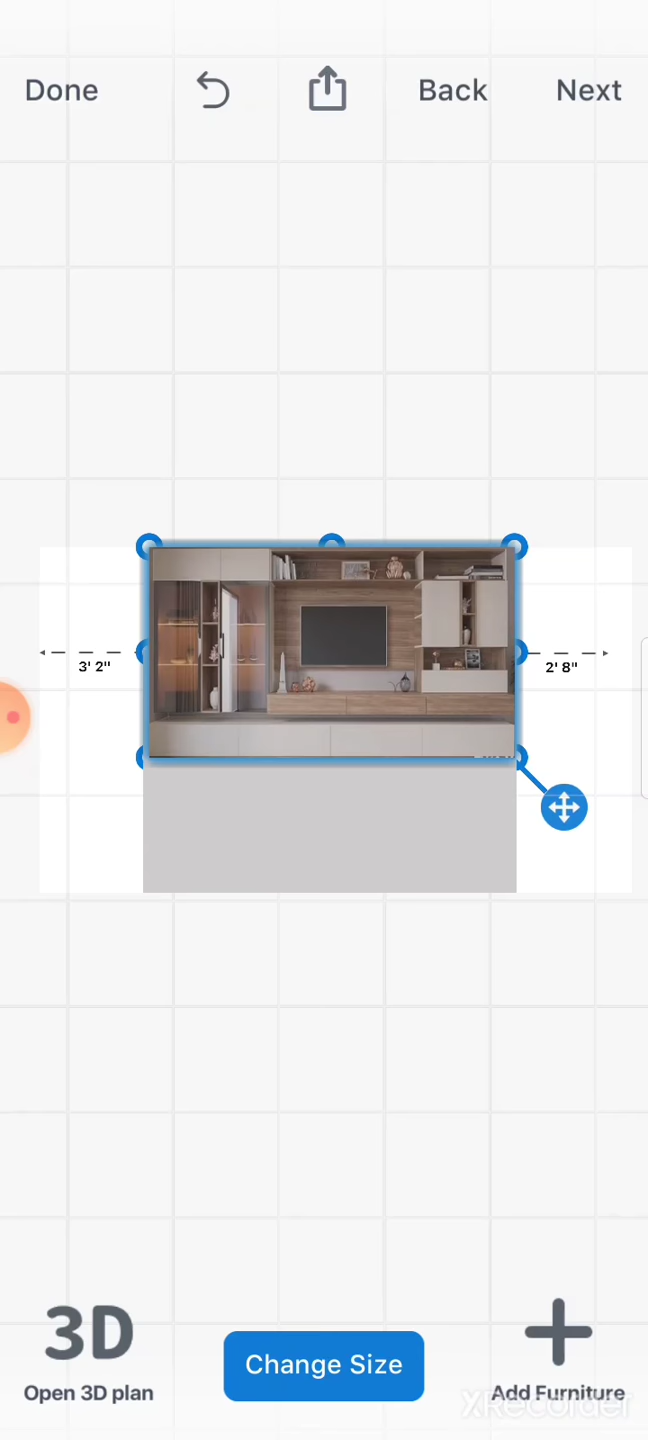 Done
Back
Next
3' 2"
2' 8"
3D
Open 3D plan
Change Size
Add Furniture
XRecorder